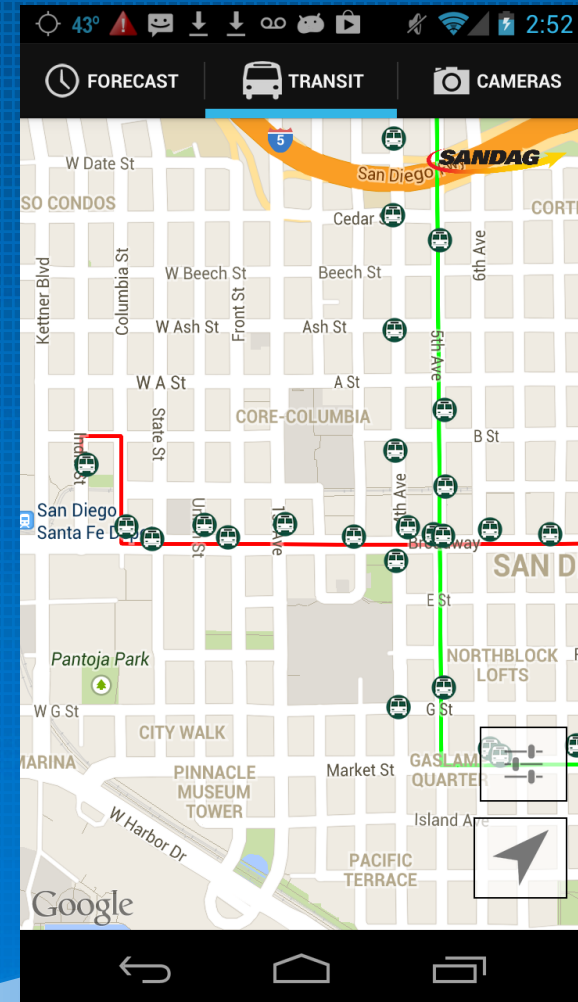 43°
2:52
FORECAST
TRANSIT
CAMERAS
5
W Date St
San Diego
SANDAG
SO CONDOS
Cedar
CORTE
Kettner Blvd
Columbia St
W Beech St
Front St
Beech St
6th Ave
W Ash St
Ash St
5th Ave
W A St
A St
State St
CORE-COLUMBIA
B St
San Diego
Santa Fe
Broadway
SAN D
E St
Pantoja Park
NORTHBLOCK
LOFTS
W G St
G St
CITY WALK
MARINA
PINNACLE
MUSEUM
TOWER
Market St
GASLAM
QUARTER
W Harbor Dr
Island Ave
PACIFIC
TERRACE
Google